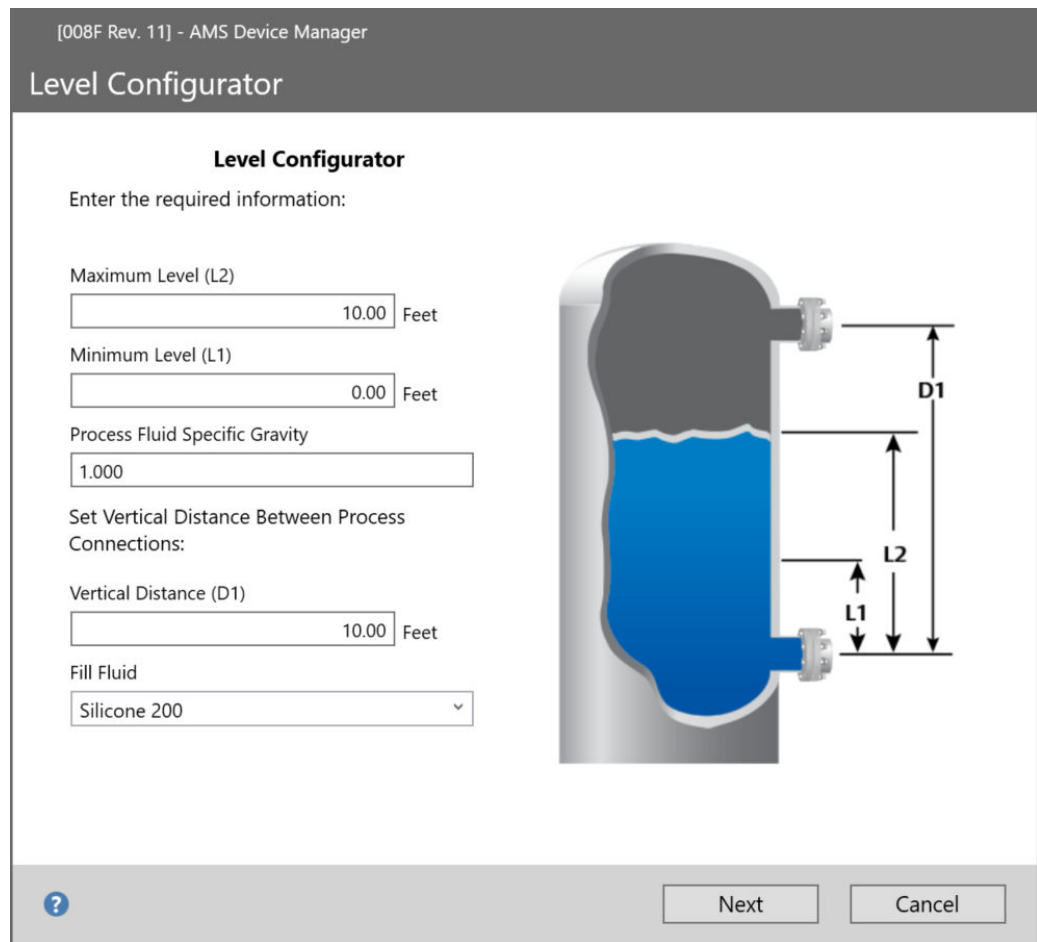 [008F Rev. 11] - AMS Device Manager
Level Configurator
Level Configurator
Enter the required information:
Maximum Level (L2)
10.00 Feet
Minimum Level (L1)
0.00 Feet
Process Fluid Specific Gravity
1.000
Set Vertical Distance Between Process
Connections:
Vertical Distance (D1)
10.00 Feet
Fill Fluid
Silicone 200
D1
L2
L1
?
Next
Cancel